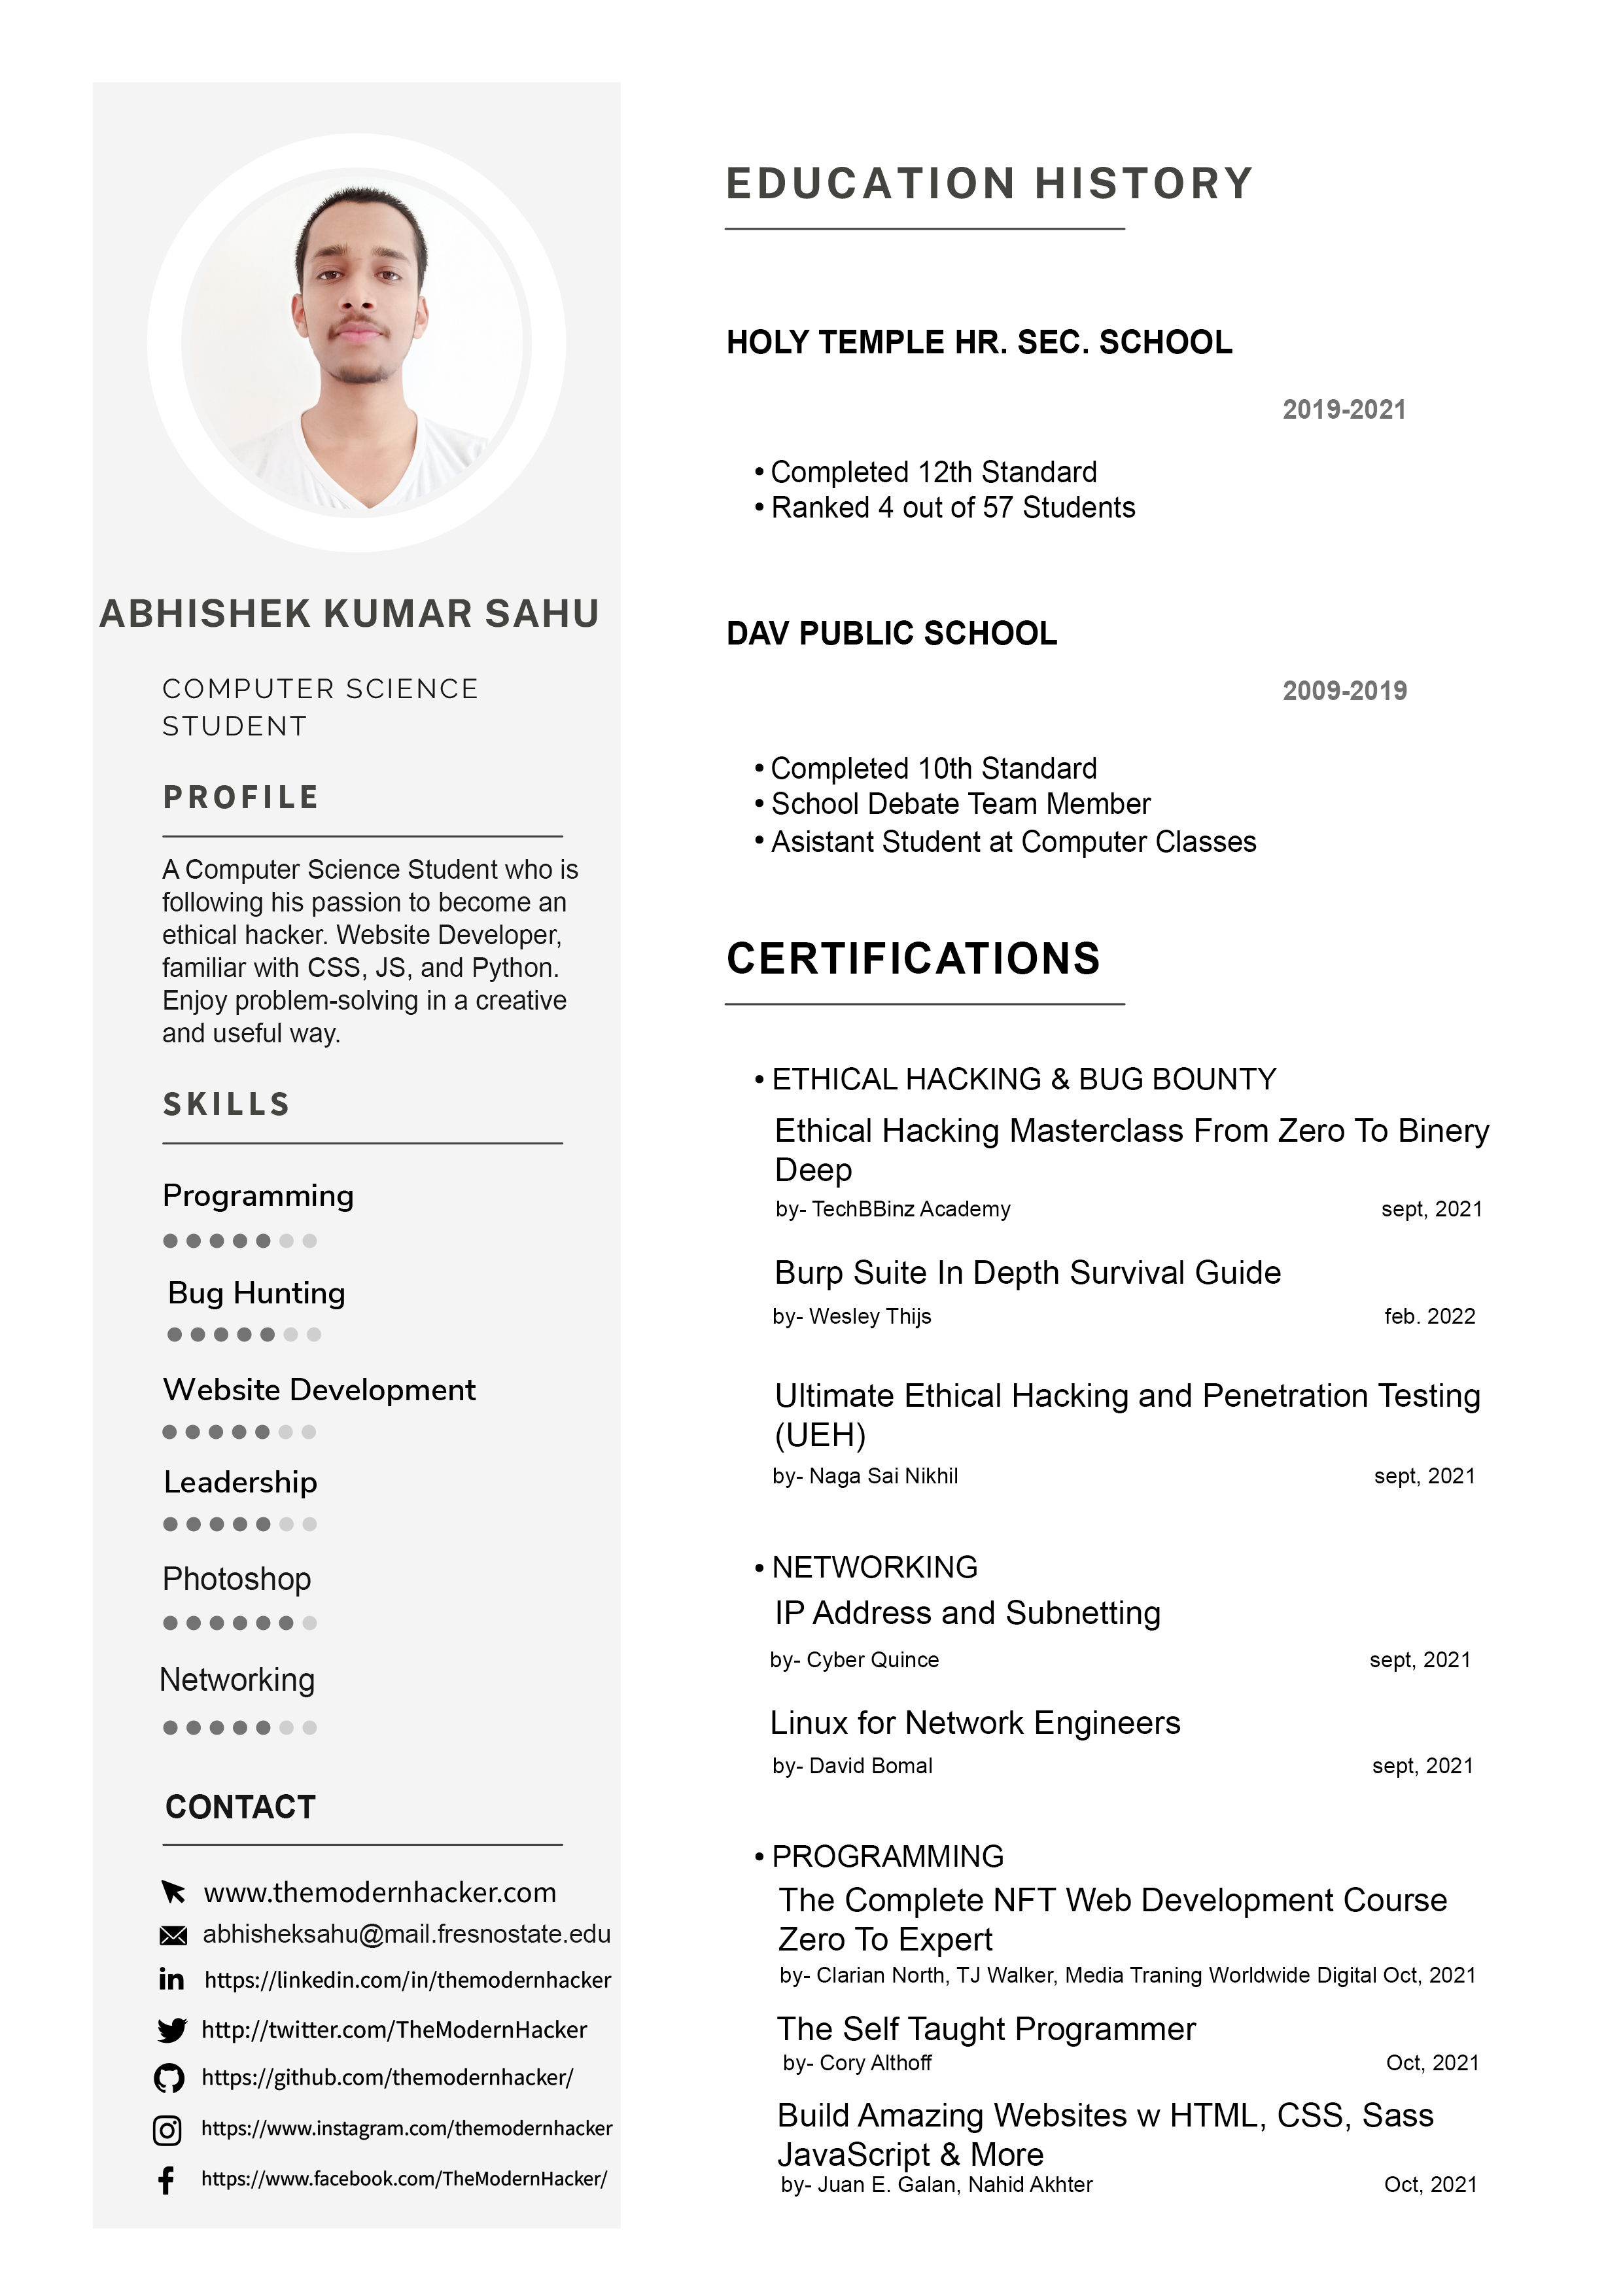 ABHISHEK KUMAR SAHU
COMPUTER SCIENCE
STUDENT
PROFILE
A Computer Science Student who is
following his passion to become an
ethical hacker. Website Developer,
familiar with CSS, JS, and Python.
Enjoy problem-solving in a creative
and useful way.
SKILLS
Programming
Bug Hunting
Website Development
Leadership
Photoshop
Networking
CONTACT
www.themodernhacker.com
abhisheksahu@mail.fresnostate.edu
https://linkedin.com/in/themodernhacker
http://twitter.com/TheModernHacker
https://github.com/themodernhacker/
https://www.instagram.com/themodernhacker
https://www.facebook.com/TheModernHacker/
EDUCATION HISTORY
HOLY TEMPLE HR. SEC. SCHOOL
2019-2021
• Completed 12th Standard
• Ranked 4 out of 57 Students
DAV PUBLIC SCHOOL
2009-2019
• Completed 10th Standard
• School Debate Team Member
• Asistant Student at Computer Classes
CERTIFICATIONS
• ETHICAL HACKING & BUG BOUNTY
Ethical Hacking Masterclass From Zero To Binery
Deep
by- TechBBinz Academy sept, 2021
Burp Suite In Depth Survival Guide
by- Wesley Thijs feb. 2022
Ultimate Ethical Hacking and Penetration Testing
(UEH)
by- Naga Sai Nikhil sept, 2021
• NETWORKING
IP Address and Subnetting
by- Cyber Quince sept, 2021
Linux for Network Engineers
by- David Bomal sept, 2021
• PROGRAMMING
The Complete NFT Web Development Course
Zero To Expert
by- Clarian North, TJ Walker, Media Traning Worldwide Digital Oct, 2021
The Self Taught Programmer
by- Cory Althoff Oct, 2021
Build Amazing Websites w HTML, CSS, Sass
JavaScript & More
by- Juan E. Galan, Nahid Akhter Oct, 2021